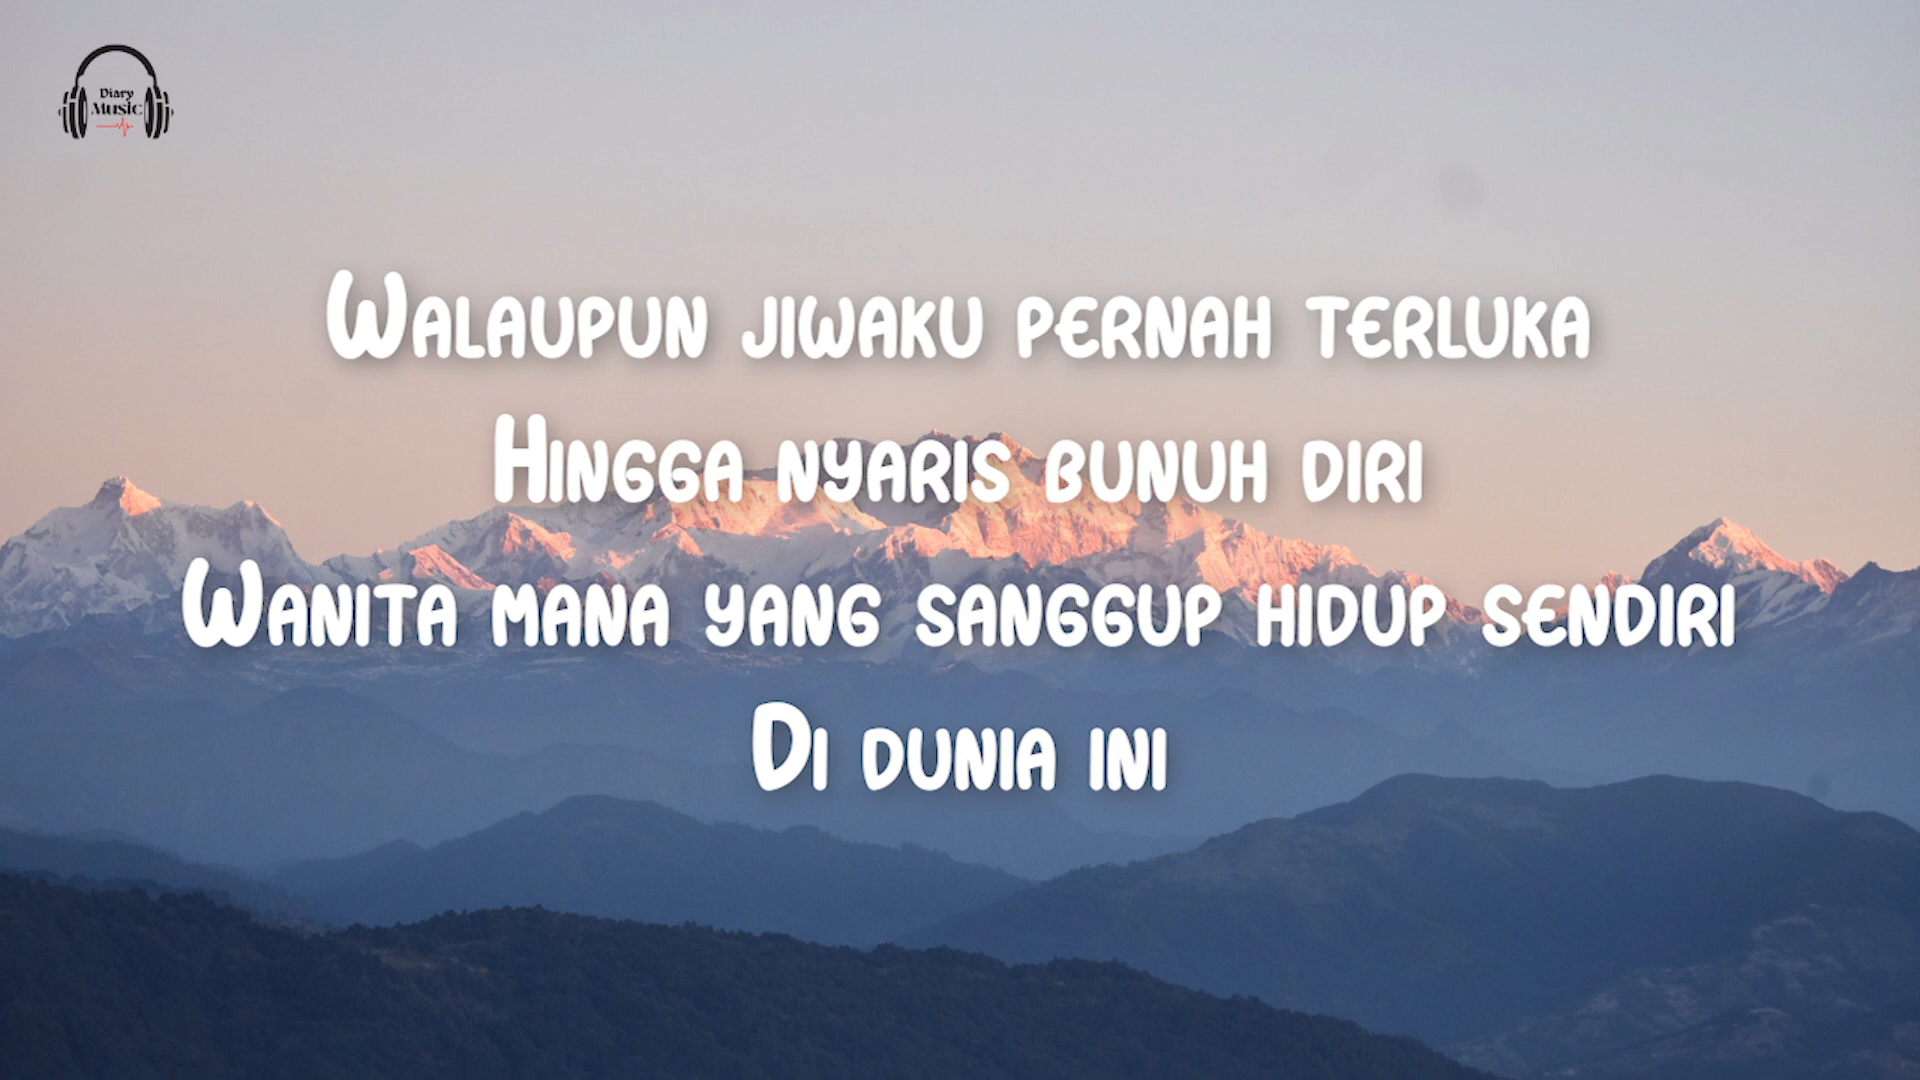 Diary
Music
Walaupun jiwaku pernah terluka
Hingga nyaris bunuh diri
Wanita mana yang sanggup hidup sendiri
Di dunia ini